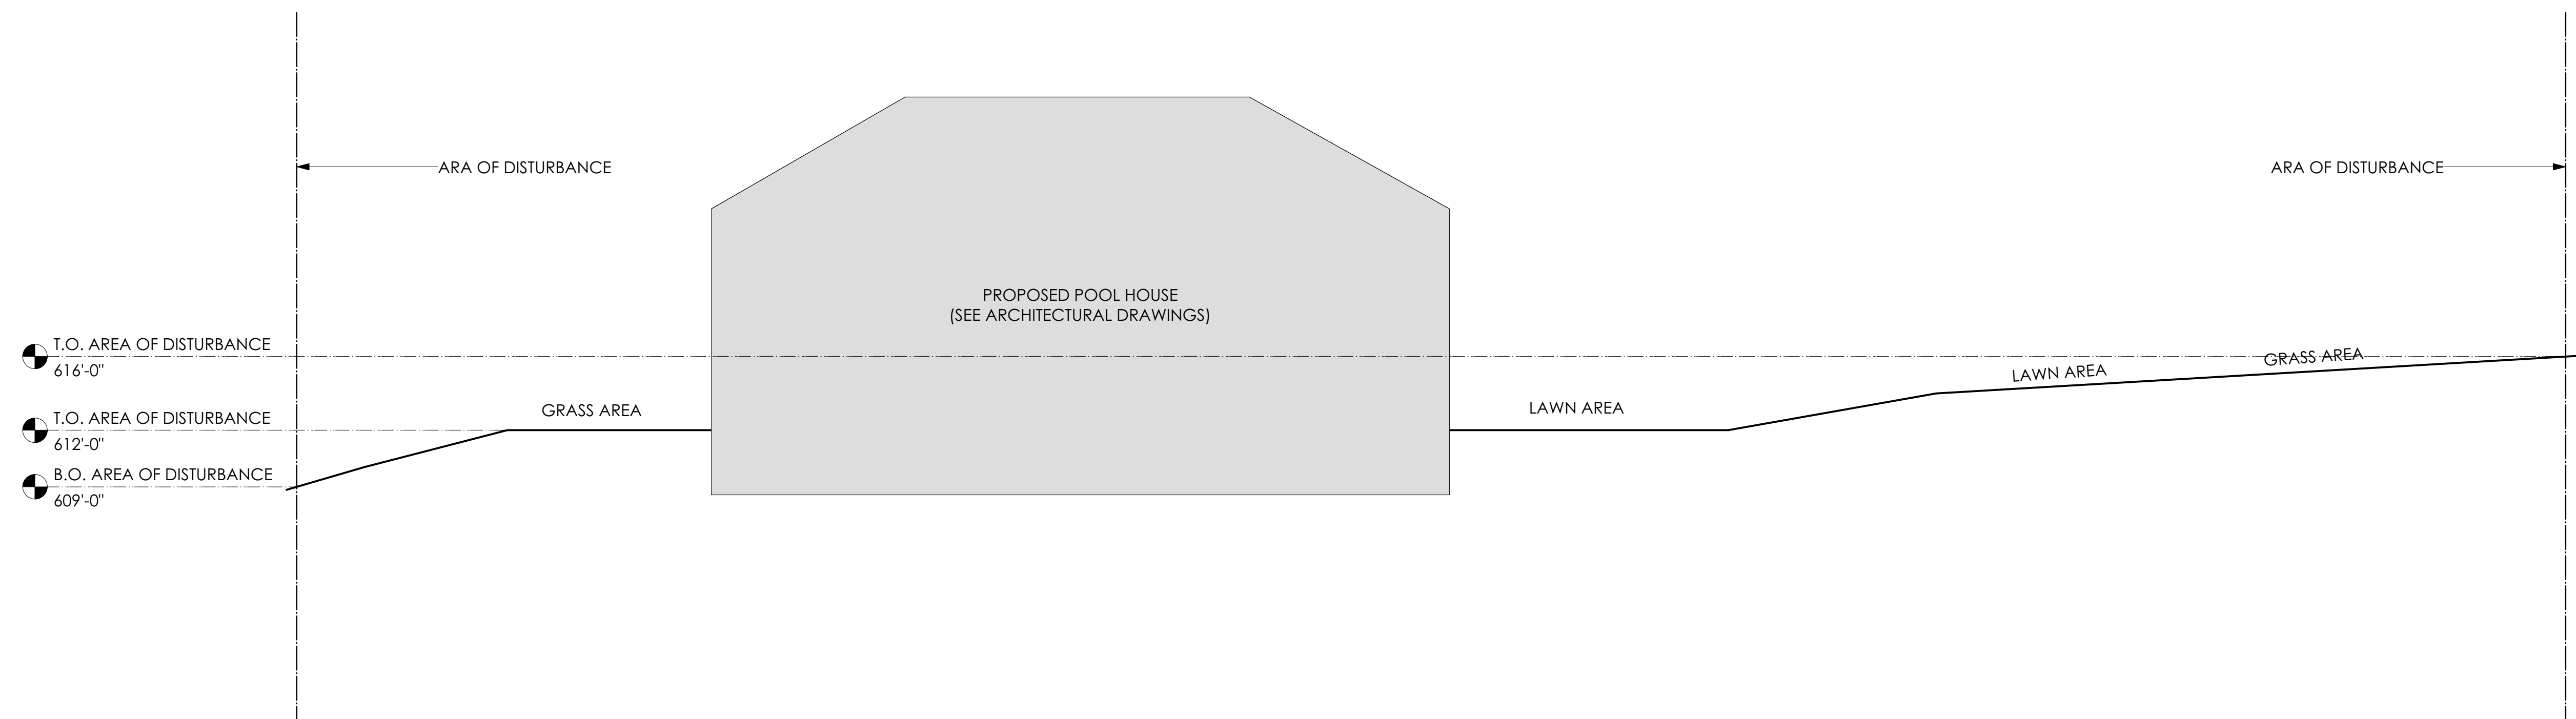 ARA OF DISTURBANCE
ARA OF DISTURBANCE
PROPOSED POOL HOUSE
(SEE ARCHITECTURAL DRAWINGS)
T.O. AREA OF DISTURBANCE
616'-0"
GRASS AREA
LAWN AREA
T.O. AREA OF DISTURBANCE
612'-0"
GRASS AREA
LAWN AREA
B.O. AREA OF DISTURBANCE
609'-0"